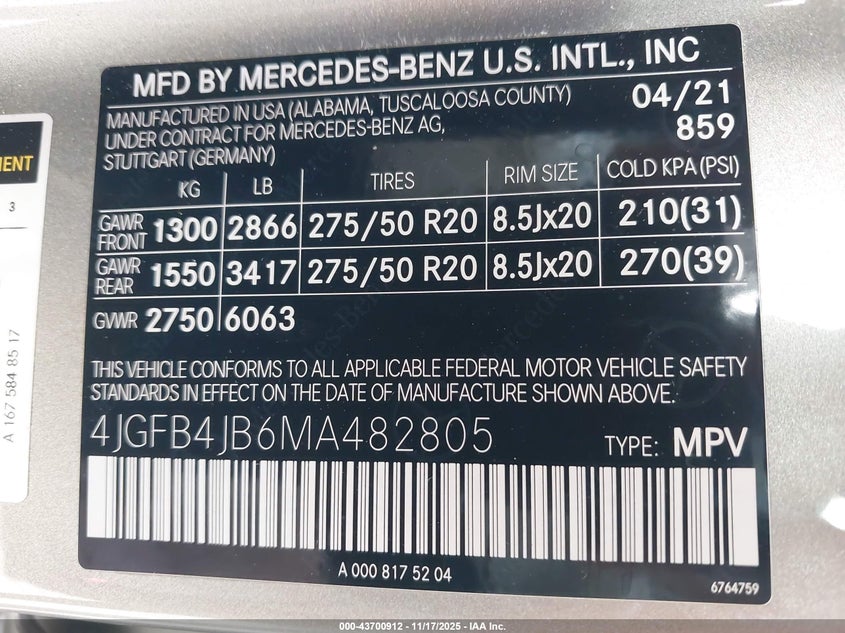 MFD BY MERCEDES-BENZ U.S. INTL., INC
MANUFACTURED IN USA (ALABAMA, TUSCALOOSA COUNTY) 04/21
UNDER CONTRACT FOR MERCEDES-BENZ AG, 859
STUTTGART (GERMANY)
KG LB TIRES RIM SIZE COLD KPA (PSI)
GAWR FRONT 1300 2866 275/50 R20 8.5Jx20 210(31)
GAWR REAR 1550 3417 275/50 R20 8.5Jx20 270(39)
GVWR 2750 6063
THIS VEHICLE CONFORMS TO ALL APPLICABLE FEDERAL MOTOR VEHICLE SAFETY
STANDARDS IN EFFECT ON THE DATE OF MANUFACTURE SHOWN ABOVE.
4JGFB4JB6MA482805 TYPE: MPV
A 000 817 52 04
6764759
3
A 167 584 85 17
000-43700912 - 11/17/2025 - IAA Inc.